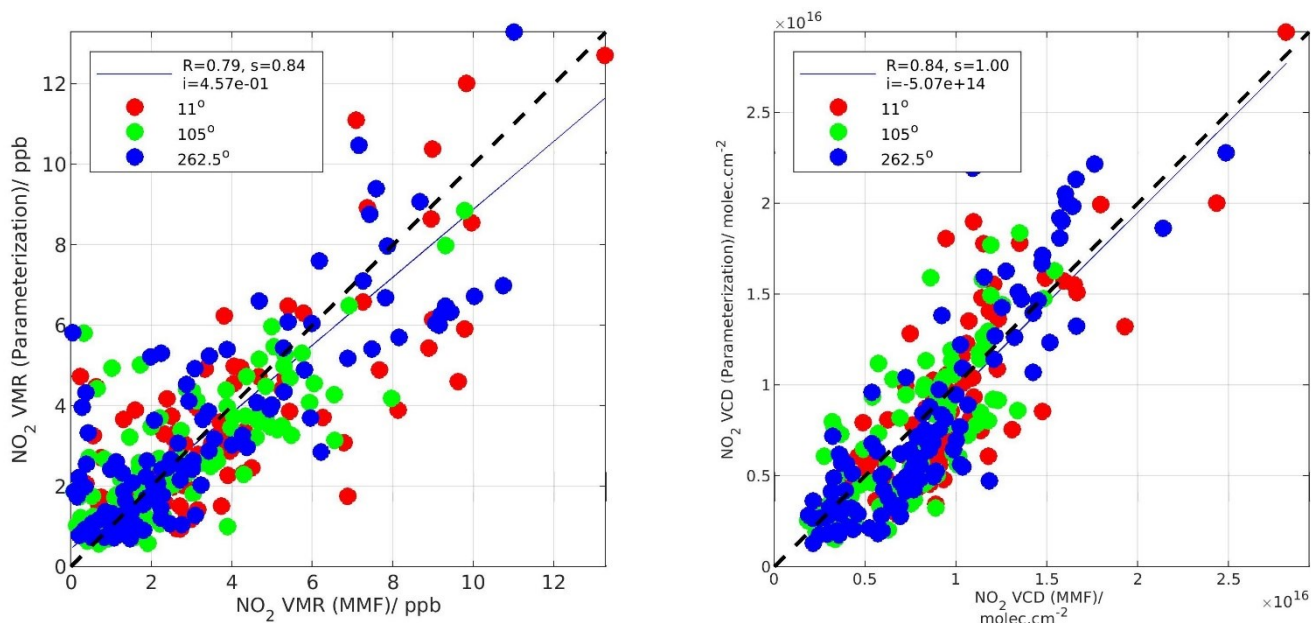 R=0.79, s=0.84
i=4.57e-01
11°
105°
262.5°
12
10
8
6
4
2
0
0 2 4 6 8 10 12
NO2 VMR (Parameterization)/ ppb
NO2 VMR (MMF)/ ppb
×10^16
R=0.84, s=1.00
i=-5.07e+14
11°
105°
262.5°
2.5
2
1.5
1
0.5
0
0 0.5 1 1.5 2 2.5
×10^16
NO2 VCD (Parameterization)/ molec.cm^-2
NO2 VCD (MMF)/
molec.cm^-2